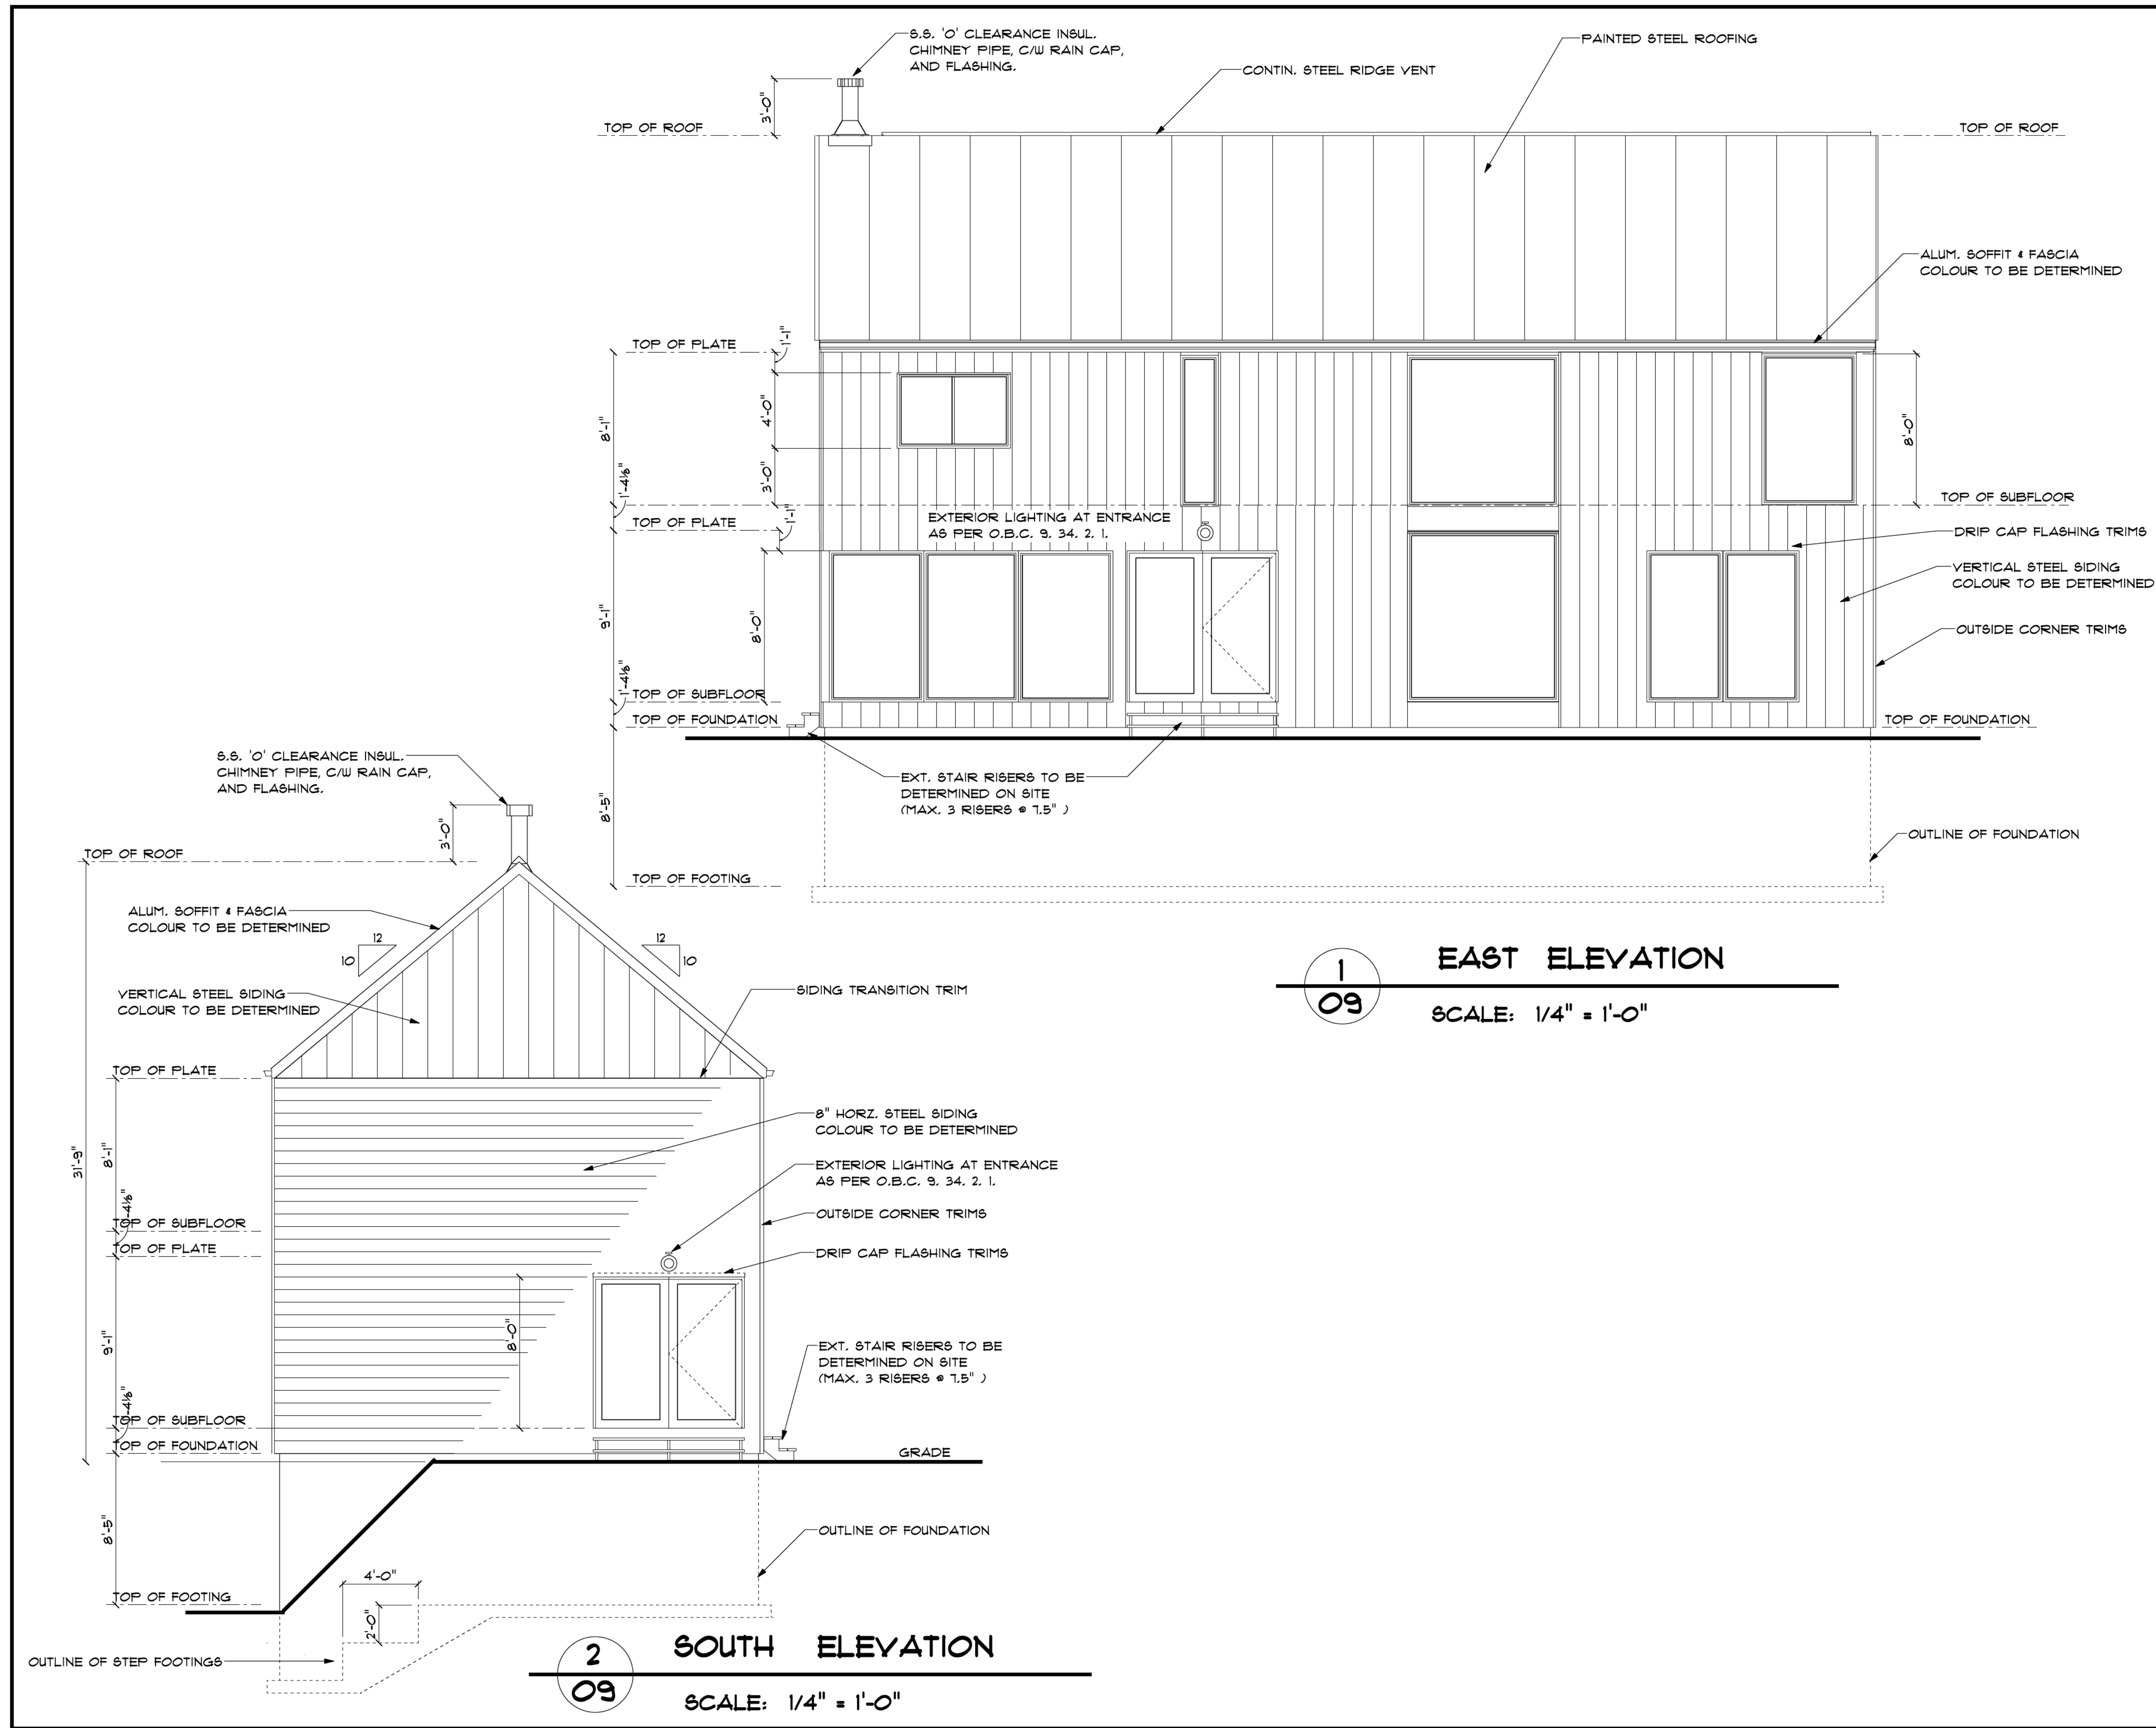 S.S. 'O' CLEARANCE INSUL.
CHIMNEY PIPE, C/W RAIN CAP,
AND FLASHING.
PAINTED STEEL ROOFING
CONTIN. STEEL RIDGE VENT
3'-0"
TOP OF ROOF
TOP OF ROOF
ALUM. SOFFIT & FASCIA
COLOUR TO BE DETERMINED
TOP OF PLATE
1'-1"
4'-0"
8'-1"
8'-0"
3'-0"
1'-4⅛"
TOP OF SUBFLOOR
TOP OF PLATE
1'-1"
EXTERIOR LIGHTING AT ENTRANCE
AS PER O.B.C. 9. 34. 2. 1.
DRIP CAP FLASHING TRIMS
VERTICAL STEEL SIDING
COLOUR TO BE DETERMINED
9'-1"
8'-0"
OUTSIDE CORNER TRIMS
1'-4⅛"
TOP OF SUBFLOOR
TOP OF FOUNDATION
TOP OF FOUNDATION
EXT. STAIR RISERS TO BE
DETERMINED ON SITE
(MAX. 3 RISERS @ 7.5" )
8'-5"
OUTLINE OF FOUNDATION
TOP OF FOOTING
1
09
EAST ELEVATION
SCALE: 1/4" = 1'-0"
S.S. 'O' CLEARANCE INSUL.
CHIMNEY PIPE, C/W RAIN CAP,
AND FLASHING.
3'-0"
TOP OF ROOF
ALUM. SOFFIT & FASCIA
COLOUR TO BE DETERMINED
12
10
12
10
VERTICAL STEEL SIDING
COLOUR TO BE DETERMINED
SIDING TRANSITION TRIM
TOP OF PLATE
8" HORZ. STEEL SIDING
COLOUR TO BE DETERMINED
31'-9"
8'-1"
EXTERIOR LIGHTING AT ENTRANCE
AS PER O.B.C. 9. 34. 2. 1.
1'-4⅛"
OUTSIDE CORNER TRIMS
TOP OF SUBFLOOR
TOP OF PLATE
DRIP CAP FLASHING TRIMS
9'-1"
8'-0"
EXT. STAIR RISERS TO BE
DETERMINED ON SITE
(MAX. 3 RISERS @ 7.5" )
1'-4⅛"
TOP OF SUBFLOOR
TOP OF FOUNDATION
GRADE
8'-5"
OUTLINE OF FOUNDATION
4'-0"
TOP OF FOOTING
2'-0"
OUTLINE OF STEP FOOTINGS
2
09
SOUTH ELEVATION
SCALE: 1/4" = 1'-0"